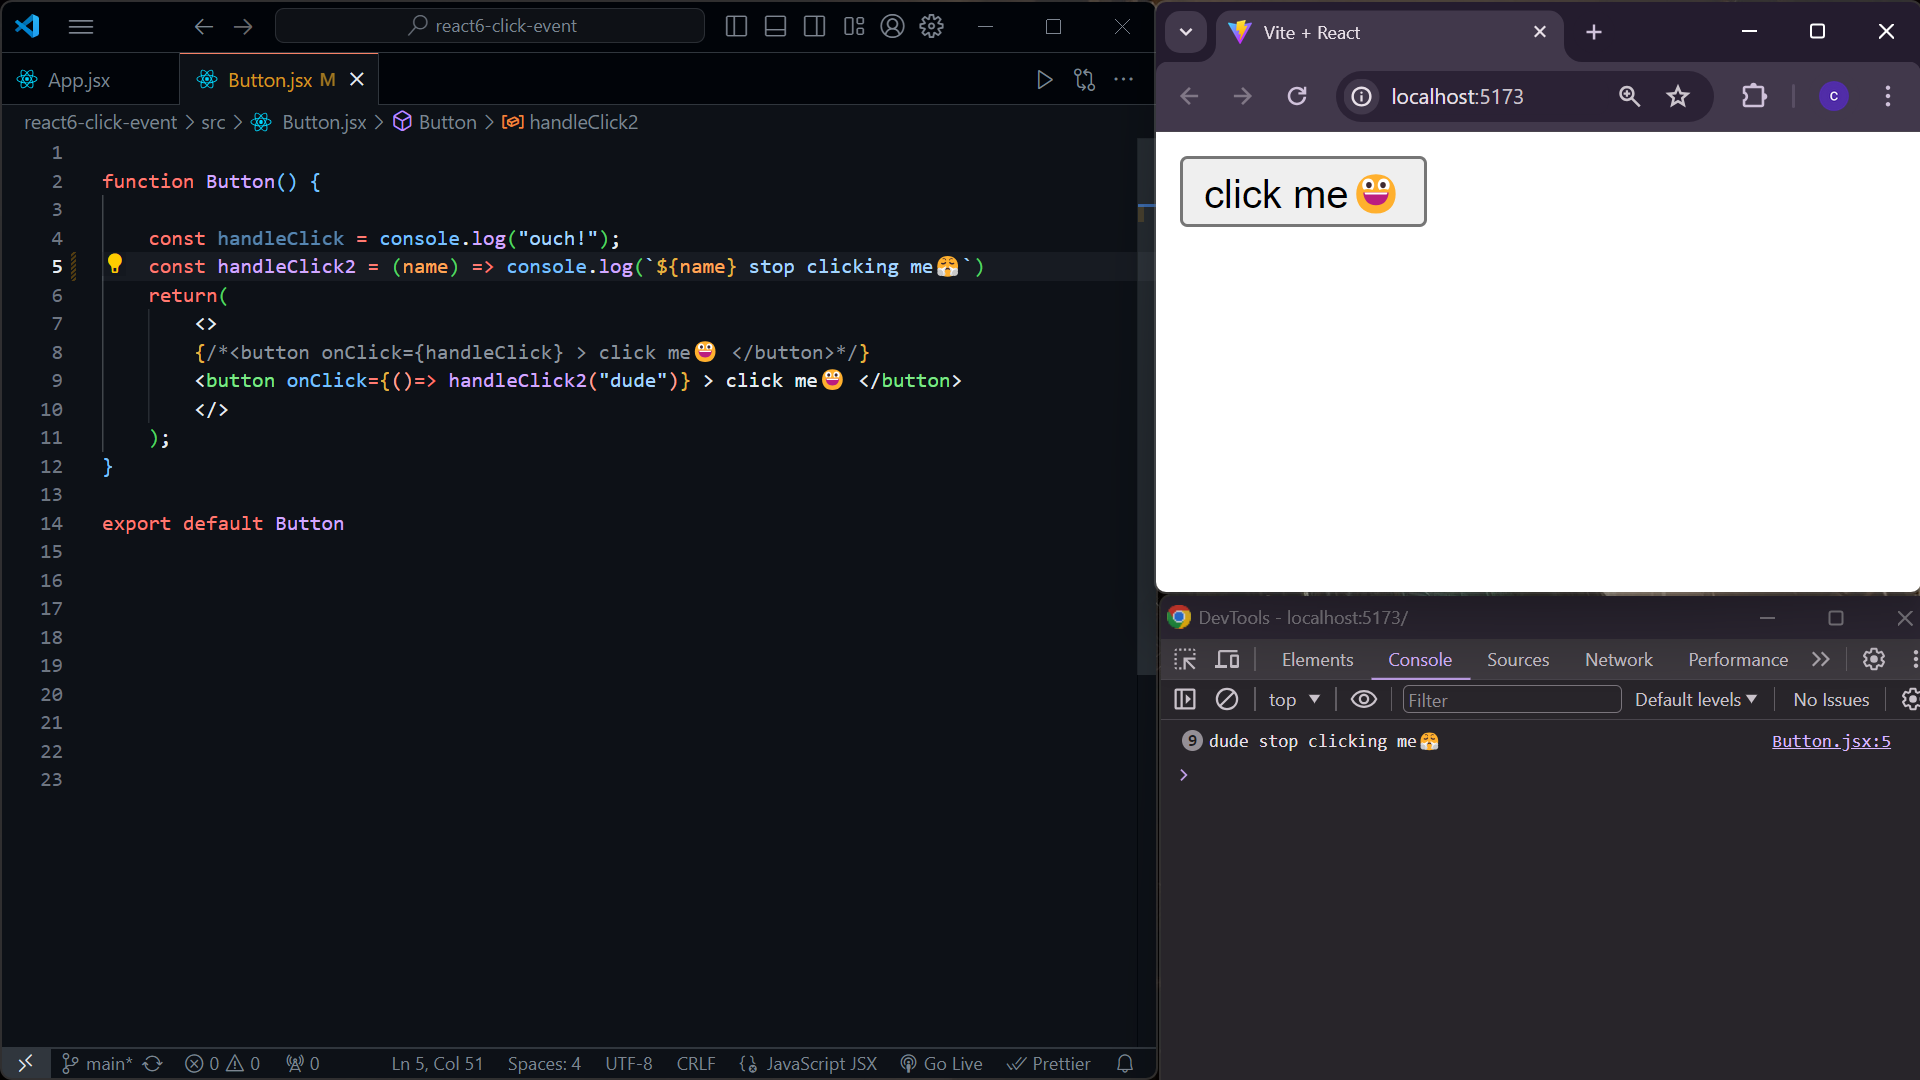 react6-click-event
App.jsx
Button.jsx M
react6-click-event > src > Button.jsx > Button > handleClick2
1
2 function Button() {
3
4 const handleClick = console.log("ouch!");
5 const handleClick2 = (name) => console.log(`${name} stop clicking me😤`)
6 return(
7 <>
8 {/*<button onClick={handleClick} > click me😀 </button>*/}
9 <button onClick={()=> handleClick2("dude")} > click me😀 </button>
10 </>
11 );
12 }
13
14 export default Button
15
16
17
18
19
20
21
22
23
main* 0 0 0 Ln 5, Col 51 Spaces: 4 UTF-8 CRLF JavaScript JSX Go Live Prettier
Vite + React
localhost:5173 C
click me😀
DevTools - localhost:5173/
Elements Console Sources Network Performance
top Filter Default levels No Issues
9 dude stop clicking me😤 Button.jsx:5